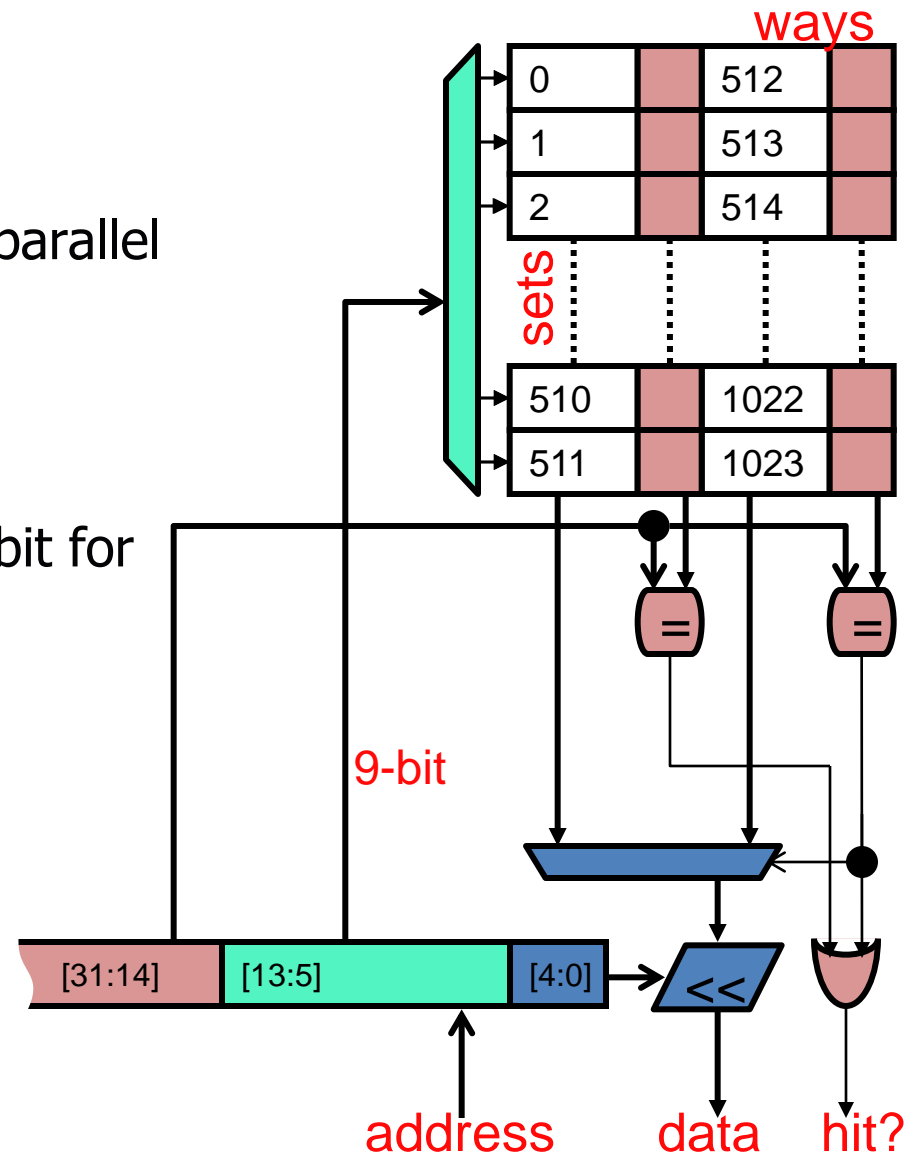 ways
0 512
1 513
2 514
parallel
sets
510 1022
511 1023
bit for
= =
9-bit
[31:14] [13:5] [4:0] <<
address data hit?